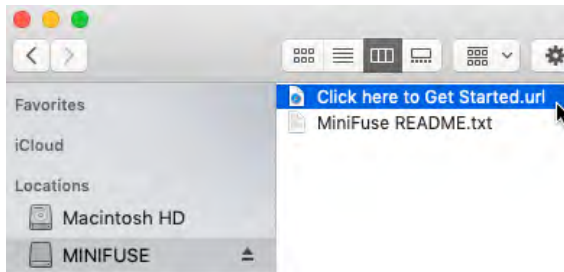 Favorites
iCloud
Locations
Macintosh HD
MINIFUSE
Click here to Get Started.url
MiniFuse README.txt